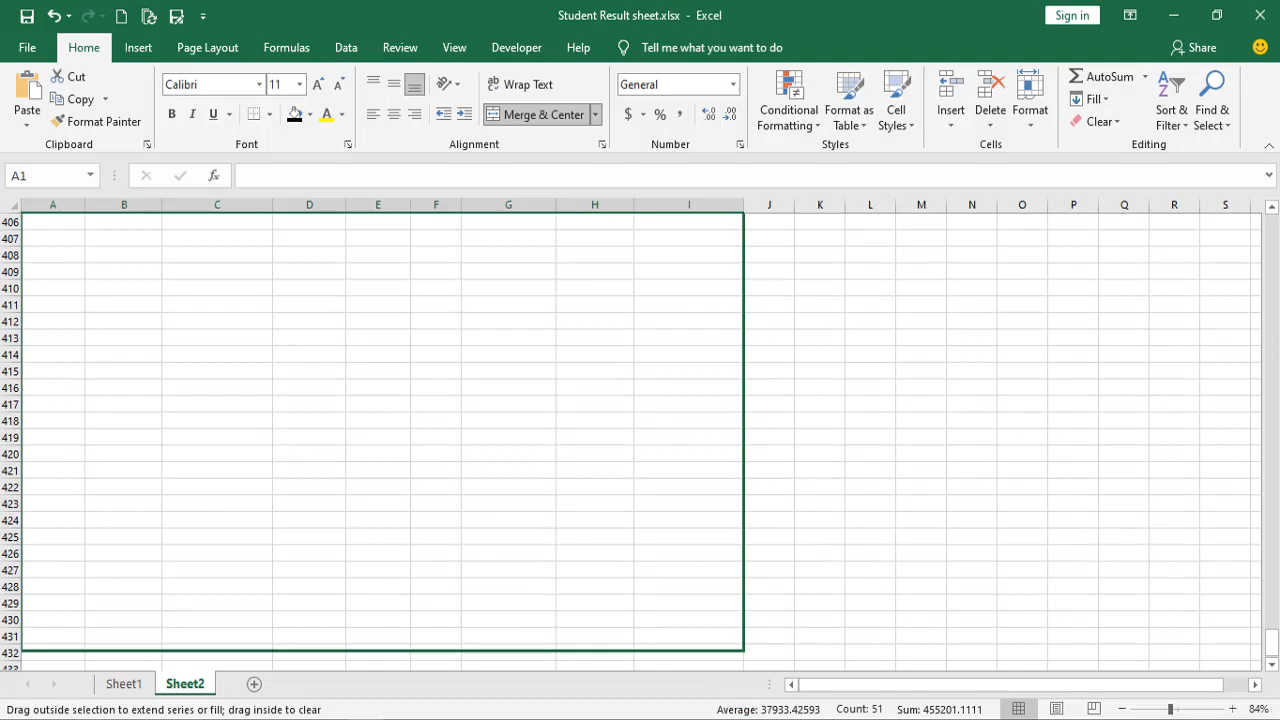 Student Result sheet.xlsx - Excel
Sign in
File Home Insert Page Layout Formulas Data Review View Developer Help Tell me what you want to do Share
Paste Cut Copy Format Painter Clipboard
Calibri 11 A A B I U A Font
ab Wrap Text Merge & Center Alignment
General $ % , .00 Number
Conditional Formatting Format as Table Cell Styles Styles
Insert Delete Format Cells
AutoSum Fill Clear Sort & Filter Find & Select Editing
A1 fx
A B C D E F G H I J K L M N O P Q R S
406
407
408
409
410
411
412
413
414
415
416
417
418
419
420
421
422
423
424
425
426
427
428
429
430
431
432
433
Sheet1 Sheet2
Drag outside selection to extend series or fill; drag inside to clear Average: 37933.42593 Count: 51 Sum: 455201.1111 84%